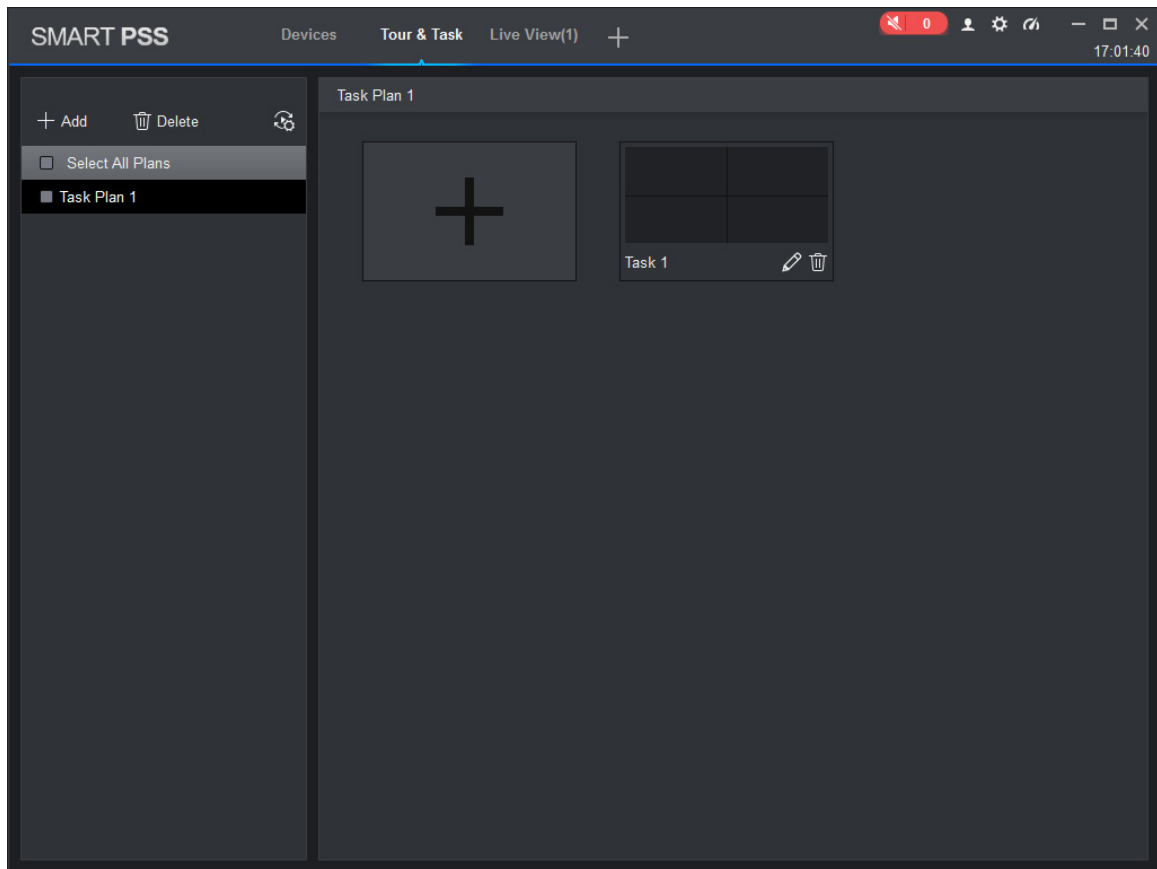 SMART PSS
Devices
Tour & Task
Live View(1)
0
17:01:40
Add
Delete
Select All Plans
Task Plan 1
Task Plan 1
Task 1